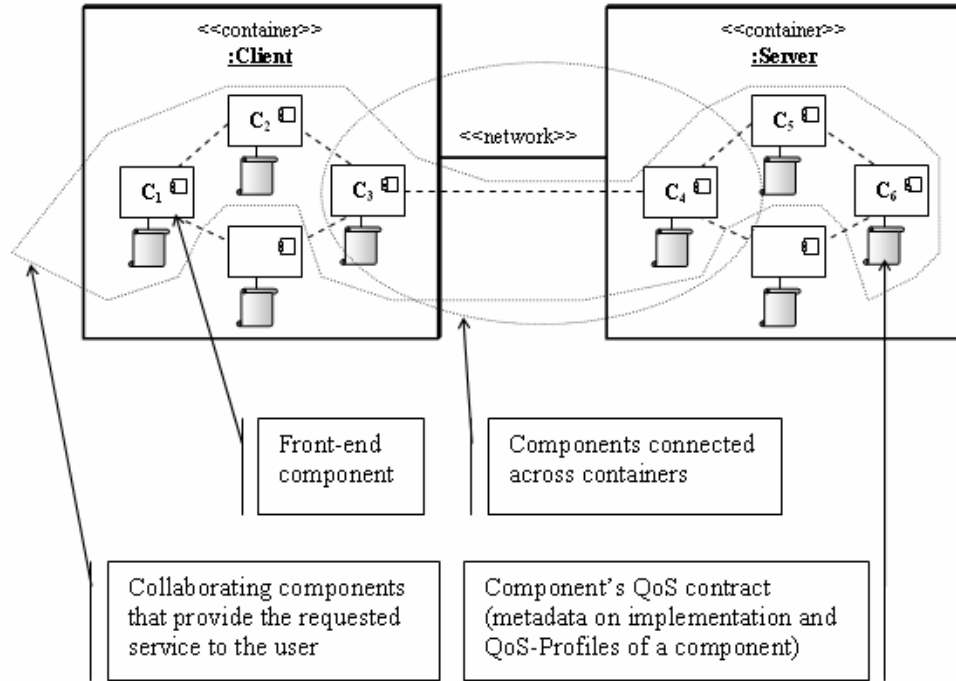 <<container>>
:Client
<<container>>
:Server
<<network>>
C₂
C₁
C₃
C₅
C₄
C₆
Front-end
component
Components connected
across containers
Collaborating components
that provide the requested
service to the user
Component's QoS contract
(metadata on implementation and
QoS-Profiles of a component)